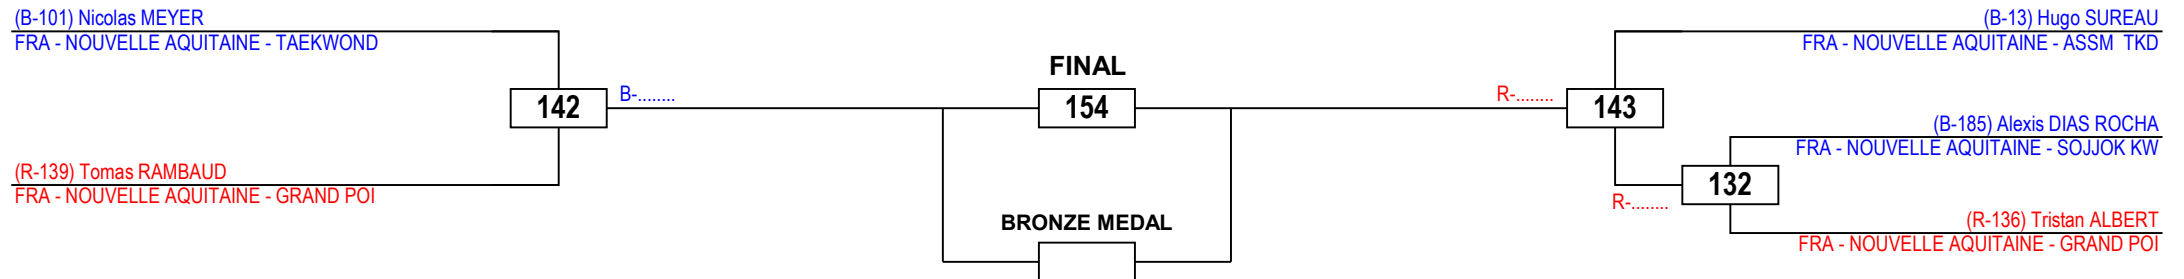 (B-101) Nicolas MEYER
FRA - NOUVELLE AQUITAINE - TAEKWOND
142
B-........
(R-139) Tomas RAMBAUD
FRA - NOUVELLE AQUITAINE - GRAND POI
FINAL
154
BRONZE MEDAL
(B-13) Hugo SUREAU
FRA - NOUVELLE AQUITAINE - ASSM TKD
R-........
143
(B-185) Alexis DIAS ROCHA
FRA - NOUVELLE AQUITAINE - SOJJOK KW
132
R-........
(R-136) Tristan ALBERT
FRA - NOUVELLE AQUITAINE - GRAND POI